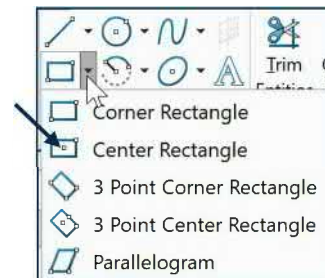 Trim
Corner Rectangle
Center Rectangle
3 Point Corner Rectangle
3 Point Center Rectangle
Parallelogram